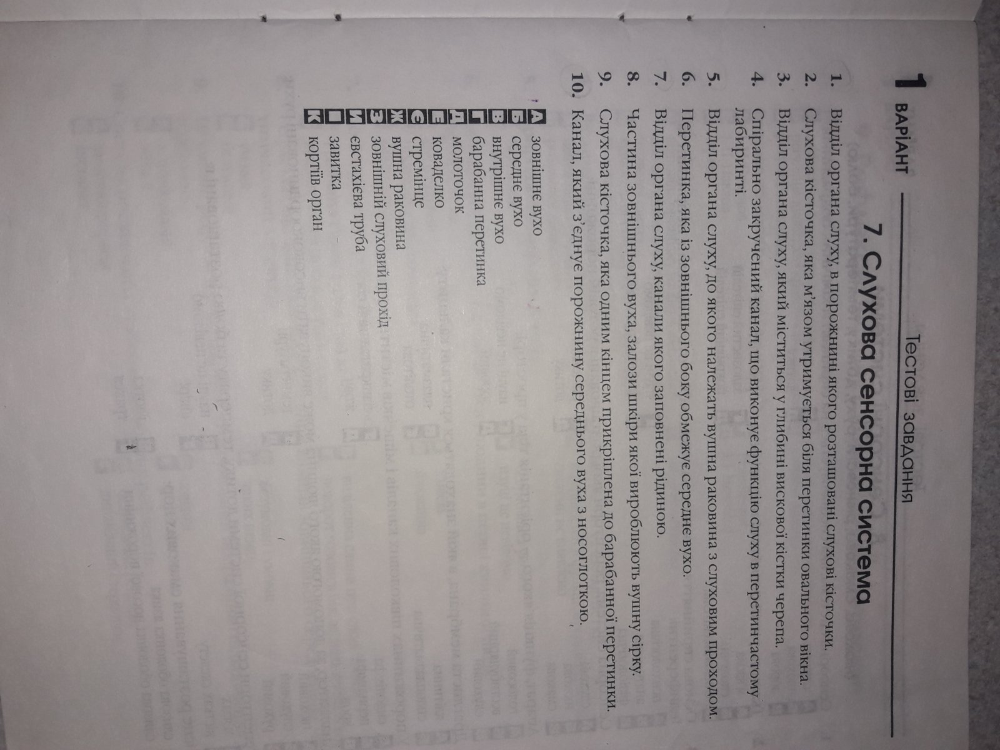 Тестові завдання
1 ВАРІАНТ
7. Слухова сенсорна система
1. Відділ органа слуху, в порожнині якого розташовані слухові кісточки.
2. Слухова кісточка, яка м'язом утримується біля перетинки овального вікна.
3. Відділ органа слуху, який міститься у глибині вискової кістки черепа.
4. Спірально закручений канал, що виконує функцію слуху в перетинчастому
лабиринті.
5. Відділ органа слуху, до якого належать вушна раковина з слуховим проходом.
6. Перетинка, яка із зовнішнього боку обмежує середнє вухо.
7. Відділ органа слуху, канали якого заповнені рідиною.
8. Частина зовнішнього вуха, залози шкіри якої виробляють вушну сірку.
9. Слухова кісточка, яка одним кінцем прикріплена до барабанної перетинки.
10. Канал, який з'єднує порожнину середнього вуха з носоглоткою.
А зовнішнє вухо
Б середнє вухо
В внутрішнє вухо
Г барабанна перетинка
Д молоточок
Е коваделко
Є стремінце
Ж вушна раковина
З зовнішній слуховий прохід
И євстахієва труба
І завитка
К кортіїв орган